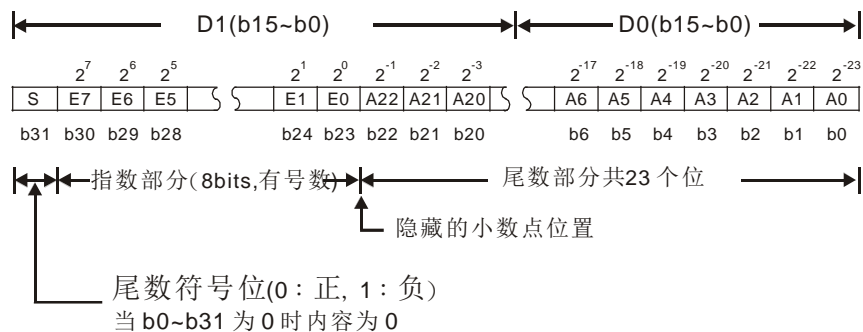 D1(b15~b0) D0(b15~b0)
2^7 2^6 2^5 2^1 2^0 2^-1 2^-2 2^-3 2^-17 2^-18 2^-19 2^-20 2^-21 2^-22 2^-23
S E7 E6 E5 E1 E0 A22 A21 A20 A6 A5 A4 A3 A2 A1 A0
b31 b30 b29 b28 b24 b23 b22 b21 b20 b6 b5 b4 b3 b2 b1 b0
指数部分(8bits,有号数) 尾数部分共23个位
隐藏的小数点位置
尾数符号位(0：正, 1：负)
当b0~b31为0时内容为0